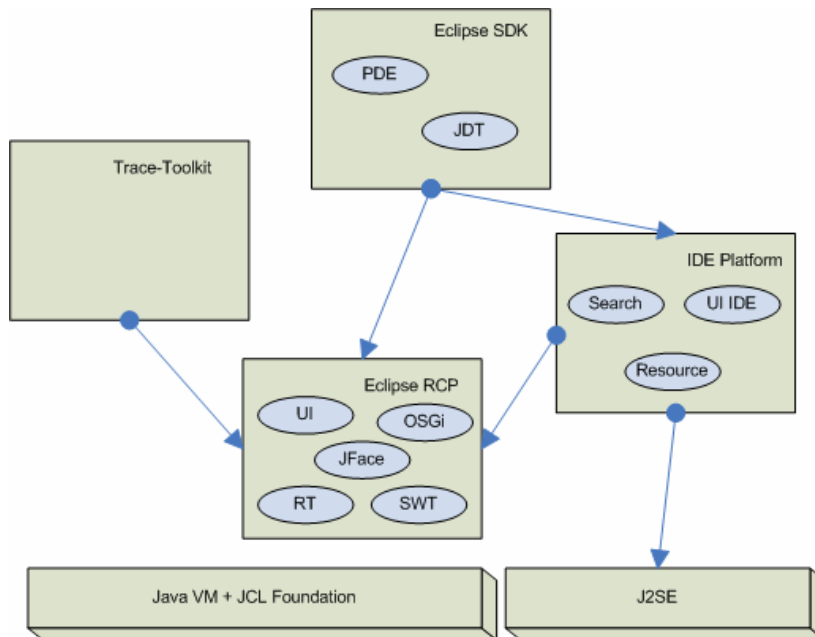 Eclipse SDK
PDE
JDT
Trace-Toolkit
IDE Platform
Search
UI IDE
Resource
Eclipse RCP
UI
OSGi
JFace
RT
SWT
Java VM + JCL Foundation
J2SE